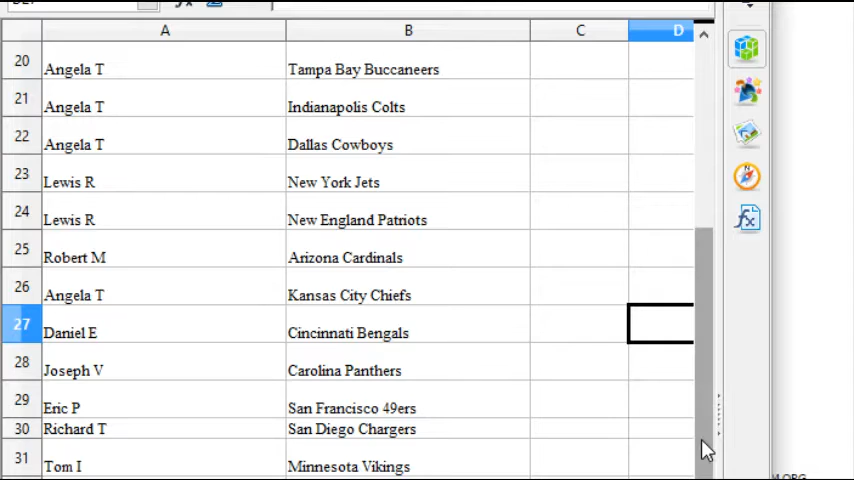 A B C D
20 Angela T Tampa Bay Buccaneers
21 Angela T Indianapolis Colts
22 Angela T Dallas Cowboys
23 Lewis R New York Jets
24 Lewis R New England Patriots
25 Robert M Arizona Cardinals
26 Angela T Kansas City Chiefs
27 Daniel E Cincinnati Bengals
28 Joseph V Carolina Panthers
29 Eric P San Francisco 49ers
30 Richard T San Diego Chargers
31 Tom I Minnesota Vikings